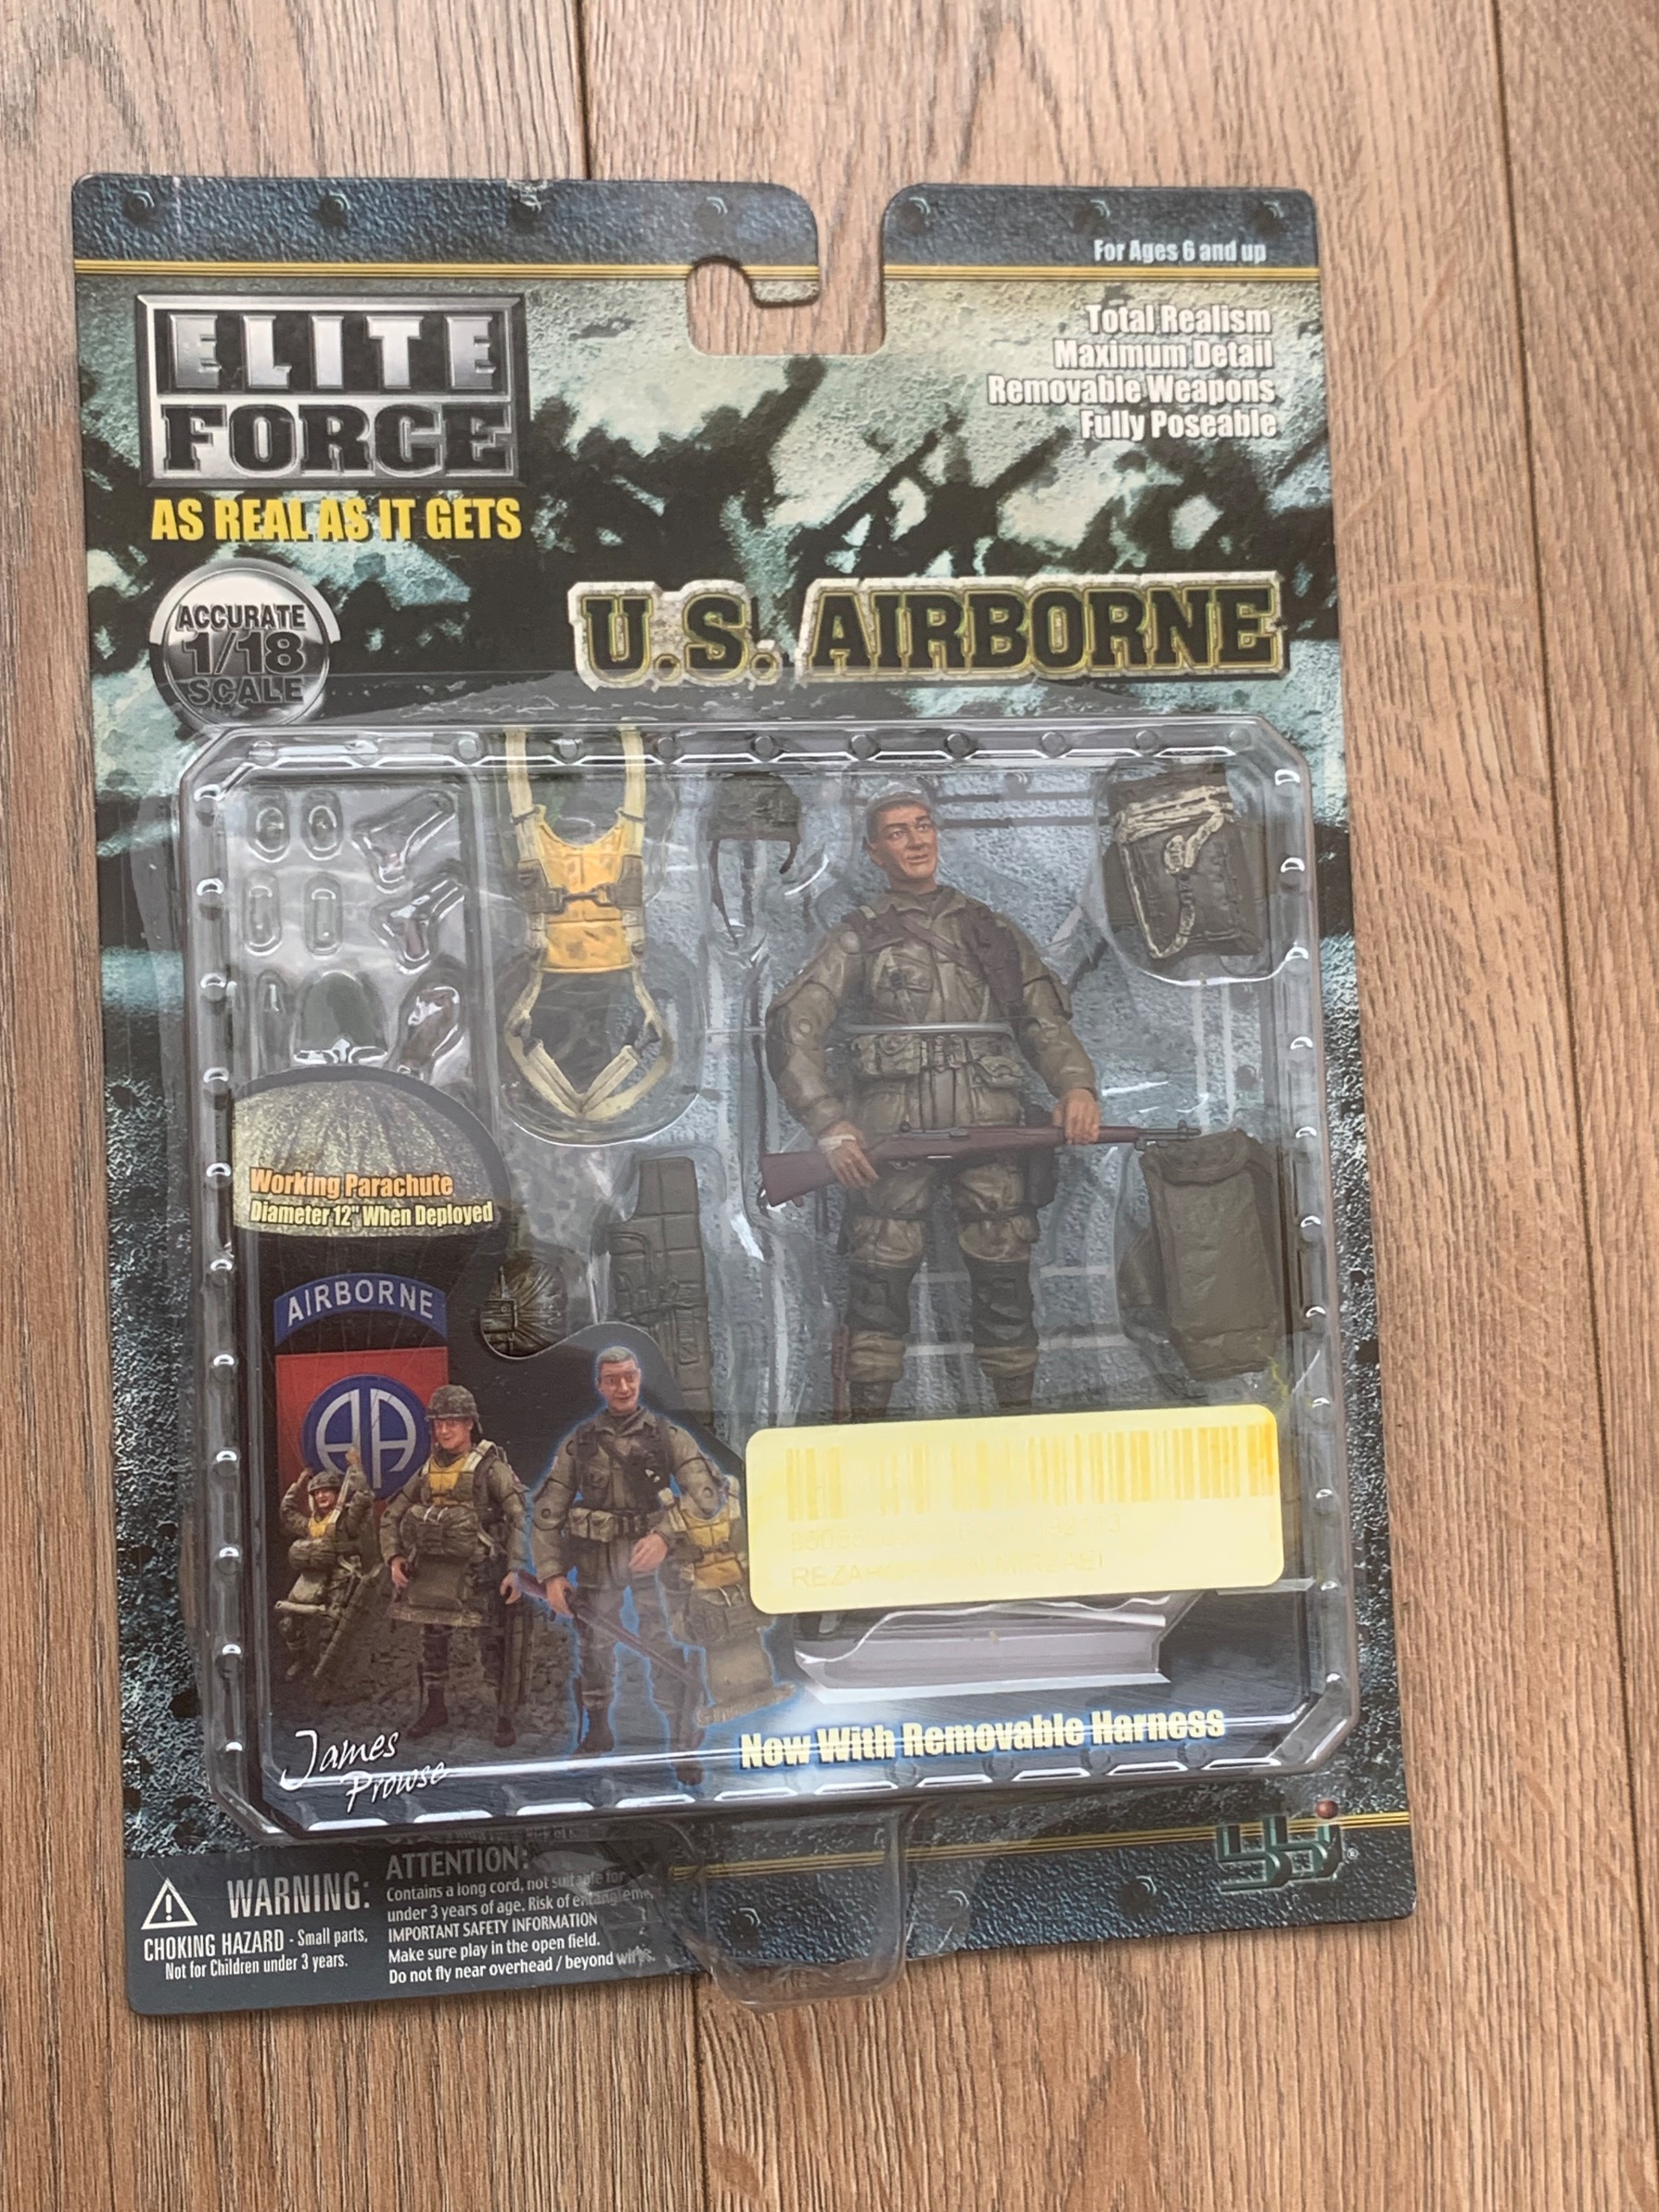 For Ages 6 and up
ELITE
FORCE
AS REAL AS IT GETS
Total Realism
Maximum Detail
Removable Weapons
Fully Poseable
ACCURATE
1/18
SCALE
U.S. AIRBORNE
Working Parachute
Diameter 12" When Deployed
AIRBORNE
AA
James
Prowse
Now With Removable Harness
bbi®
WARNING:
CHOKING HAZARD - Small parts,
Not for Children under 3 years.
ATTENTION:
Contains a long cord, not suitable for
under 3 years of age. Risk of
IMPORTANT SAFETY INFORMATION
Make sure play in the open field.
Do not fly near overhead / beyond wires.